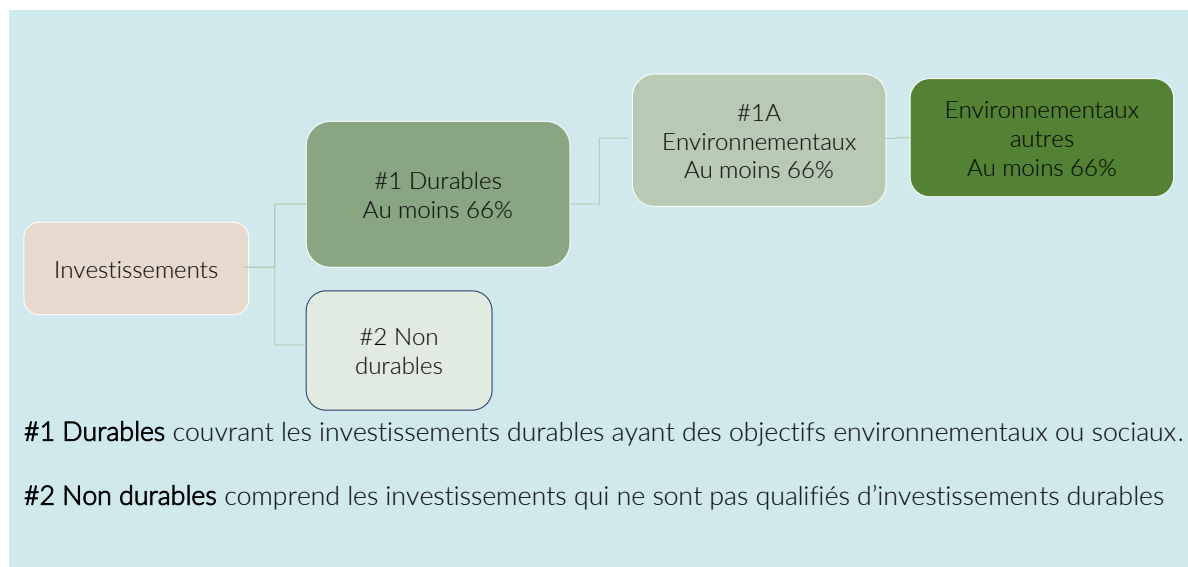 #1A
Environnementaux
Au moins 66%
Environnementaux
autres
Au moins 66%
#1 Durables
Au moins 66%
Investissements
#2 Non
durables
#1 Durables couvrant les investissements durables ayant des objectifs environnementaux ou sociaux.
#2 Non durables comprend les investissements qui ne sont pas qualifiés d’investissements durables